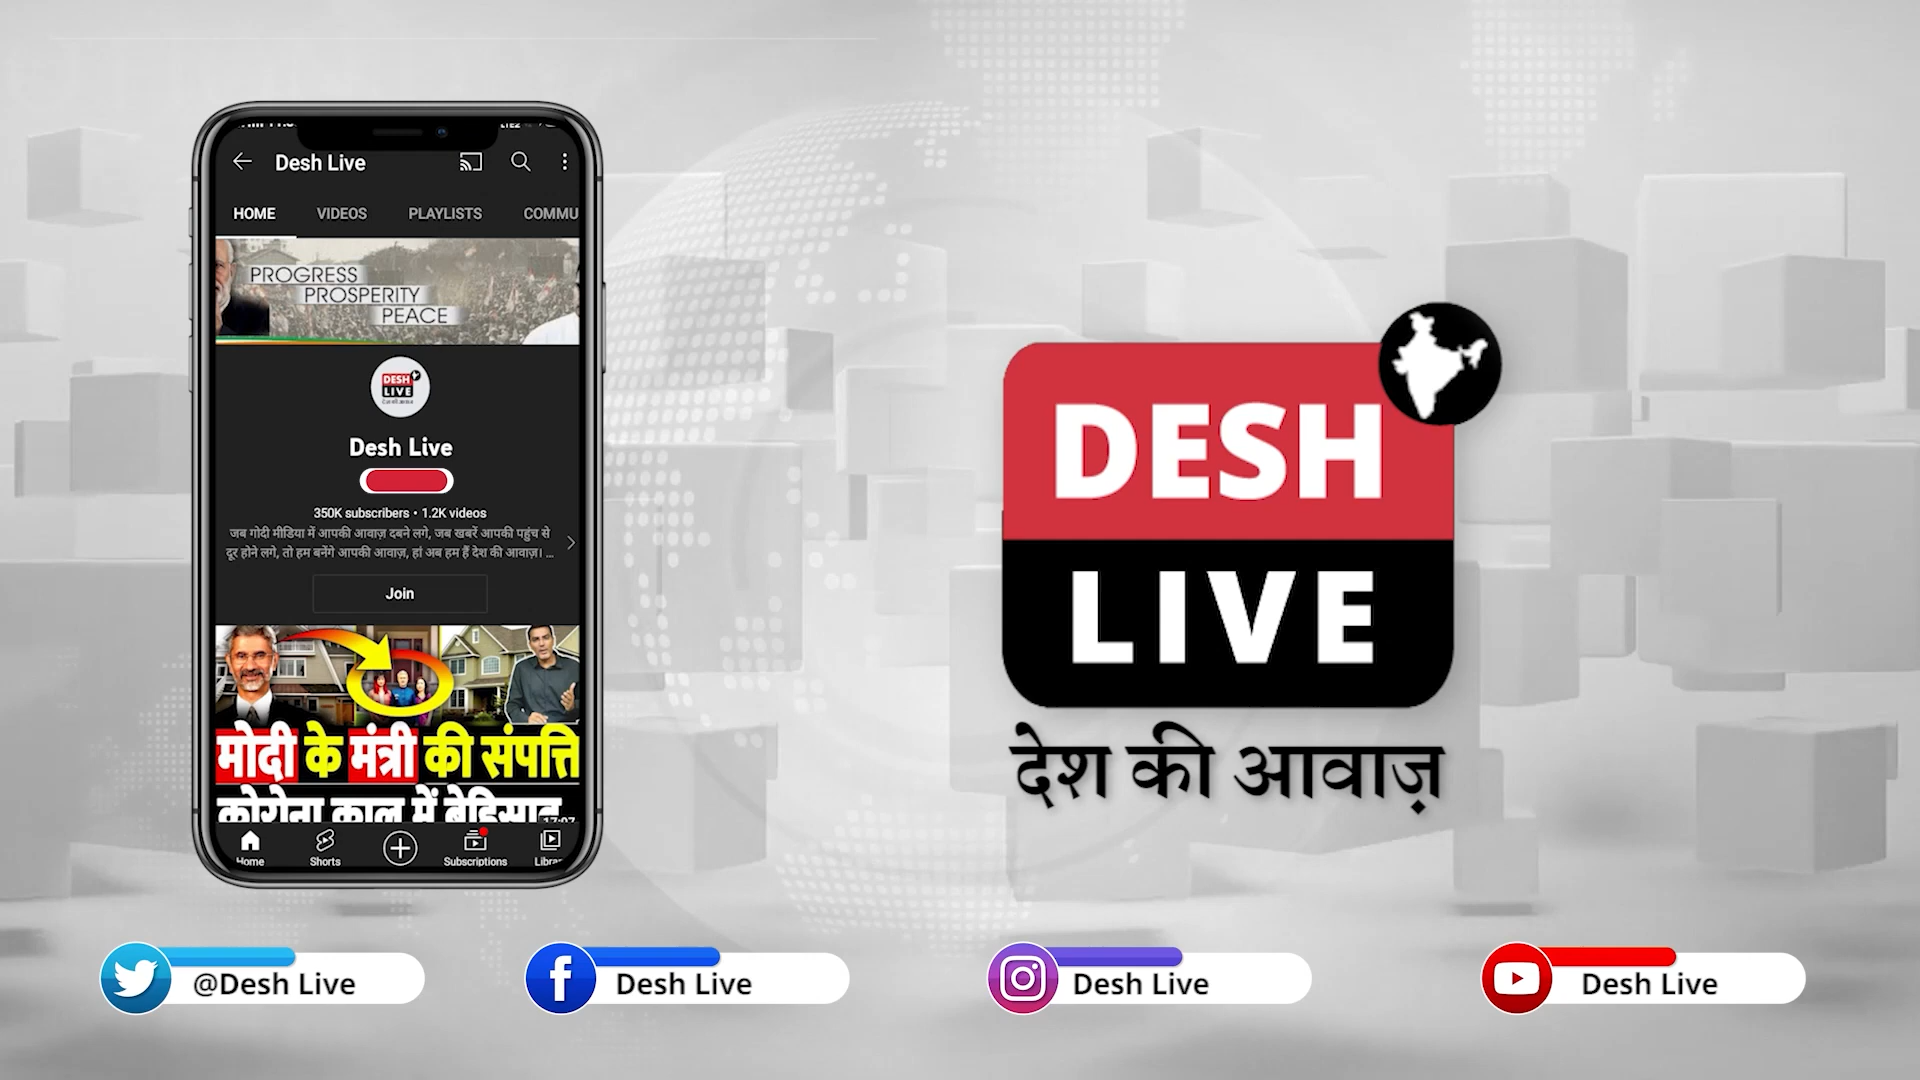 Desh Live
HOME VIDEOS PLAYLISTS COMMU
PROGRESS
PROSPERITY
PEACE
DESH
LIVE
Desh Live
350K subscribers • 1.2K videos
जब गोदी मीडिया में आपकी आवाज़ दबने लगे, जब खबरें आपकी पहुंच से
दूर होने लगे, तो हम बनेंगे आपकी आवाज़, हां अब हम हैं देश की आवाज़। ...
Join
मोदी के मंत्री की संपत्ति
कोरोना काल में बेहिसाब
Home Shorts Subscriptions
DESH
LIVE
देश की आवाज़
@Desh Live
Desh Live
Desh Live
Desh Live